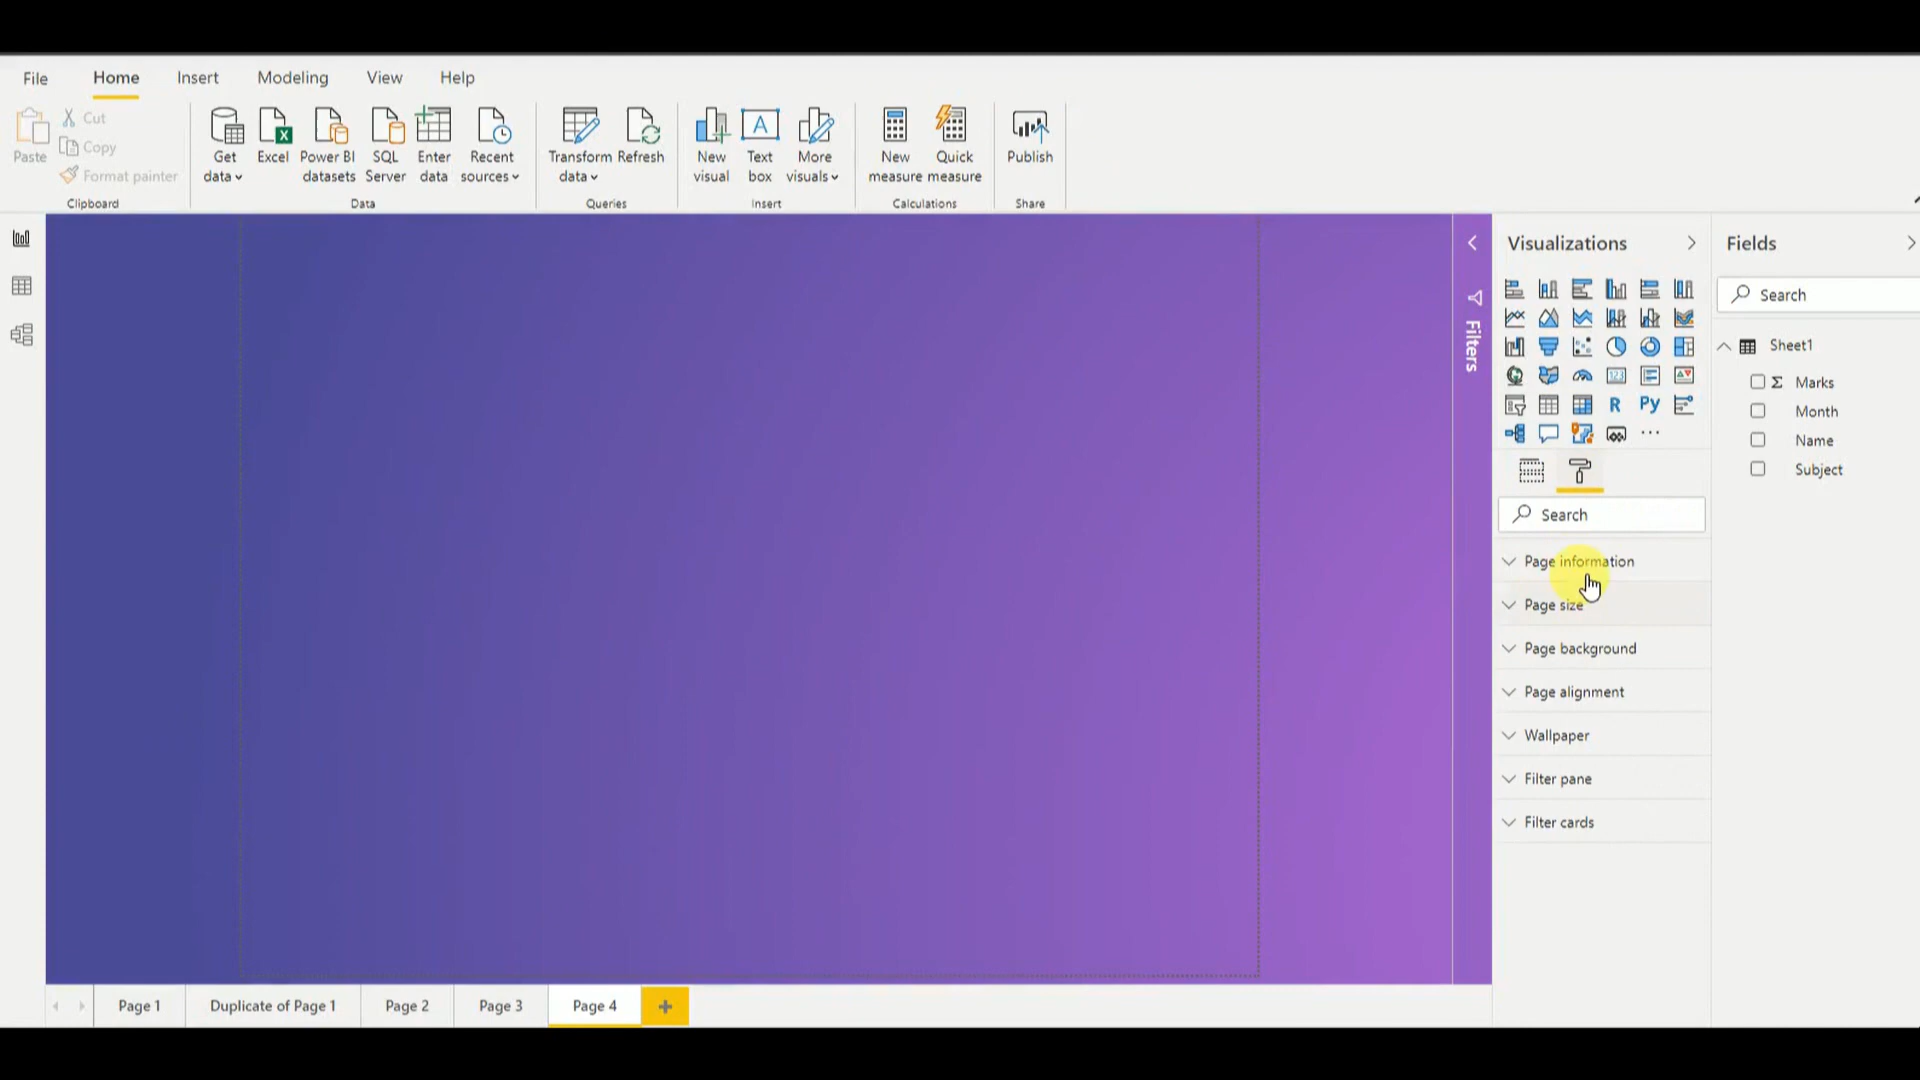 File Home Insert Modeling View Help
Paste
Cut
Copy
Format painter
Clipboard
Get data
Excel
Power BI datasets
SQL Server
Enter data
Recent sources
Data
Transform data
Refresh
Queries
New visual
Text box
More visuals
Insert
New measure
Quick measure
Calculations
Publish
Share
Filters
Visualizations
R Py
123
Search
Page information
Page size
Page background
Page alignment
Wallpaper
Filter pane
Filter cards
Fields
Search
Sheet1
Σ Marks
Month
Name
Subject
Page 1 Duplicate of Page 1 Page 2 Page 3 Page 4 +